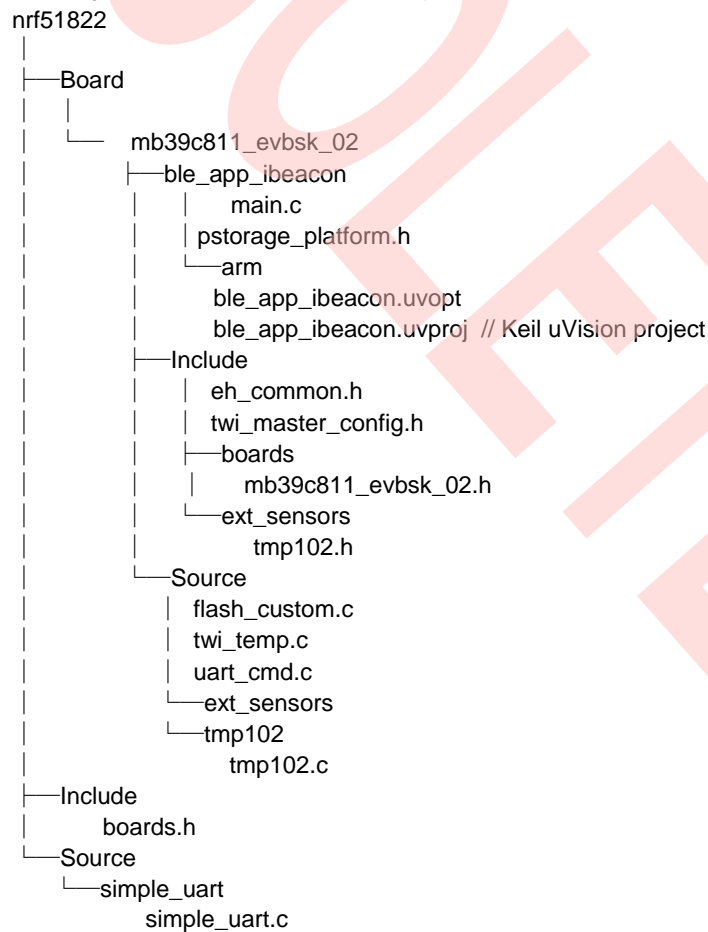 nrf51822
│
├──Board
│ │
│ └── mb39c811_evbsk_02
│ ├──ble_app_ibeacon
│ │ │ main.c
│ │ │ pstorage_platform.h
│ │ └──arm
│ │ ble_app_ibeacon.uvopt
│ │ ble_app_ibeacon.uvproj // Keil uVision project
│ ├──Include
│ │ │ eh_common.h
│ │ │ twi_master_config.h
│ │ ├──boards
│ │ │ mb39c811_evbsk_02.h
│ │ └──ext_sensors
│ │ tmp102.h
│ └──Source
│ │ flash_custom.c
│ │ twi_temp.c
│ │ uart_cmd.c
│ └──ext_sensors
│ └──tmp102
│ tmp102.c
├──Include
│ boards.h
└──Source
└──simple_uart
simple_uart.c